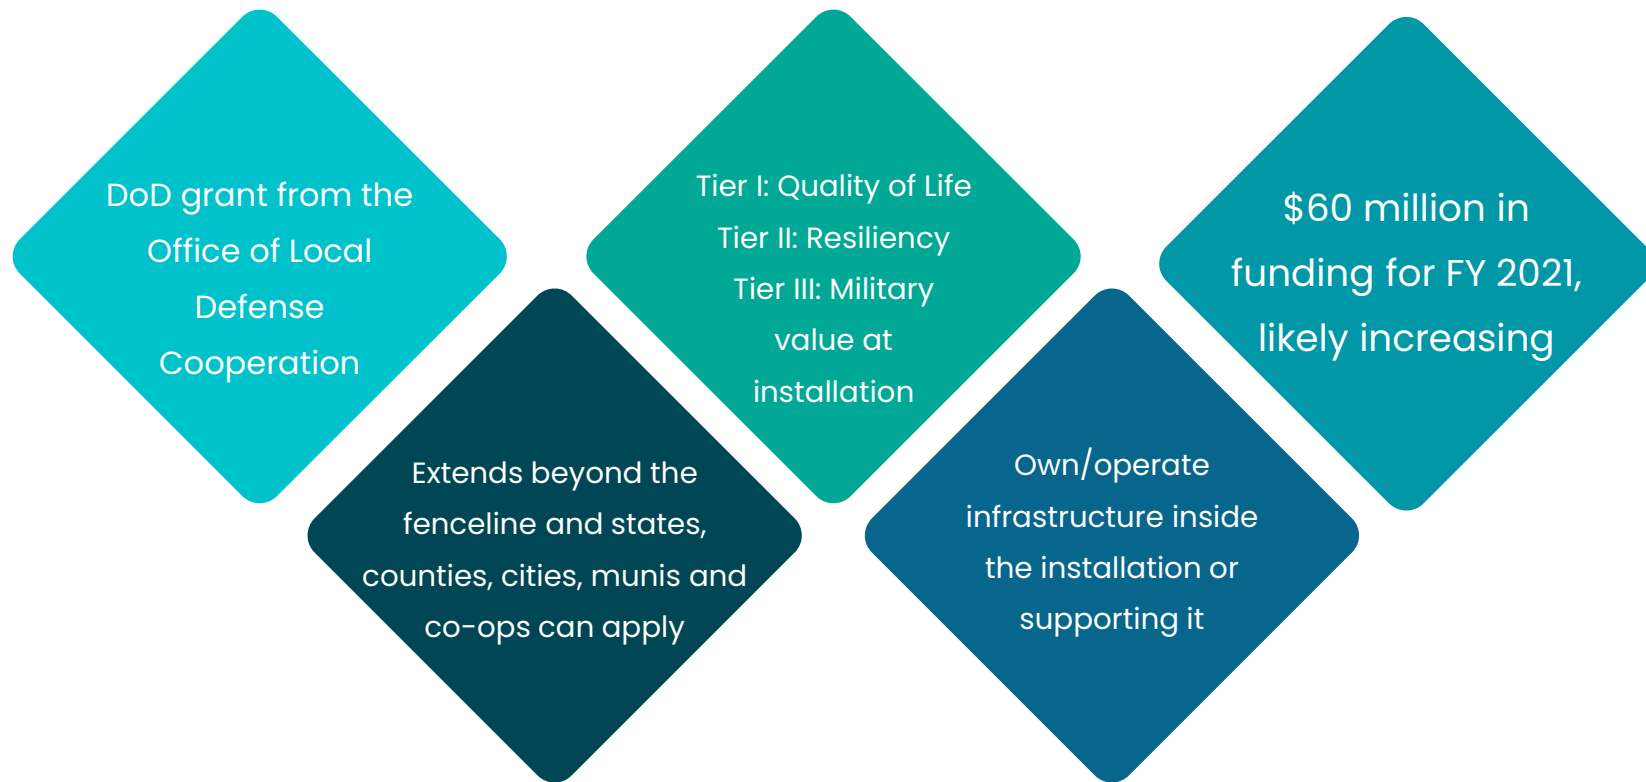 DoD grant from the
Office of Local
Defense
Cooperation
Extends beyond the
fenceline and states,
counties, cities, munis and
co-ops can apply
Tier I: Quality of Life
Tier II: Resiliency
Tier III: Military
value at
installation
Own/operate
infrastructure inside
the installation or
supporting it
$60 million in
funding for FY 2021,
likely increasing